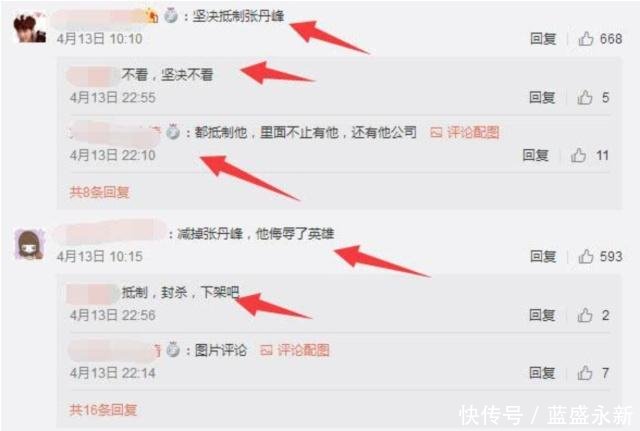 ：坚决抵制张丹峰
4月13日 10:10 回复 668
不看，坚决不看
4月13日 22:55 回复 5
：都抵制他，里面不止有他，还有他公司 评论配图
4月13日 22:10 回复 11
共8条回复
：减掉张丹峰，他侮辱了英雄
4月13日 10:15 回复 593
抵制，封杀，下架吧
4月13日 22:56 回复 2
：图片评论 评论配图
4月13日 22:14 回复 7
共16条回复
快传号／蓝盛永新